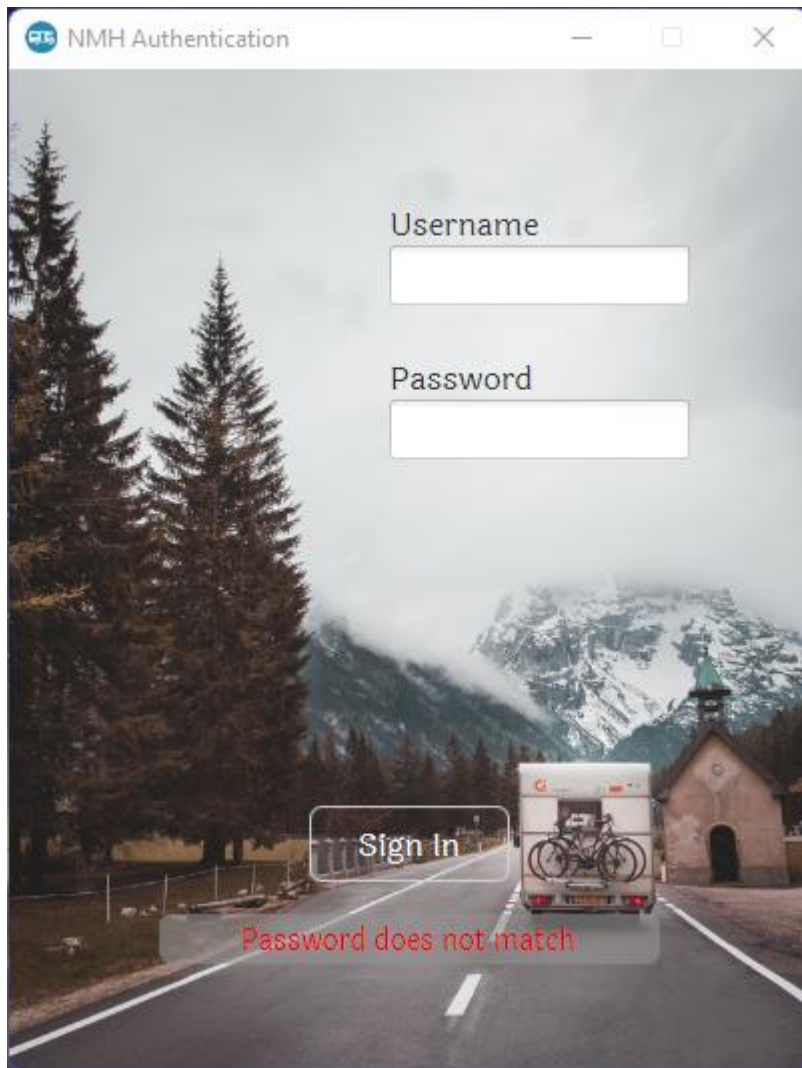 NMH Authentication
Username
Password
Sign In
Password does not match